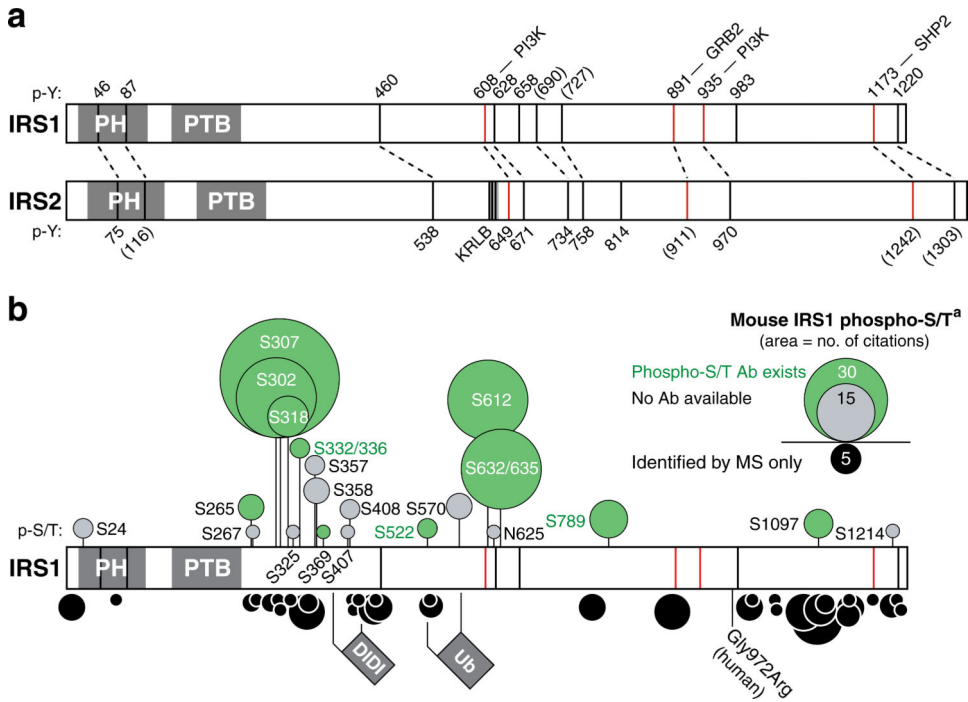 a
p-Y:
46
87
460
608 — PI3K
628
658
(690)
(727)
891 — GRB2
935 — PI3K
983
1173 — SHP2
1220
IRS1
PH
PTB
IRS2
PH
PTB
p-Y:
75
(116)
538
KRLB
649
671
734
758
814
(911)
970
(1242)
(1303)
b
Mouse IRS1 phospho-S/Tª
(area = no. of citations)
Phospho-S/T Ab exists
30
No Ab available
15
Identified by MS only
5
S307
S302
S318
S332/336
S357
S358
S612
S632/635
S265
S408
S570
p-S/T:
S24
S267
S522
N625
S789
S1097
S1214
S325
S369
S407
IRS1
PH
PTB
DIDI
Ub
Gly972Arg
(human)